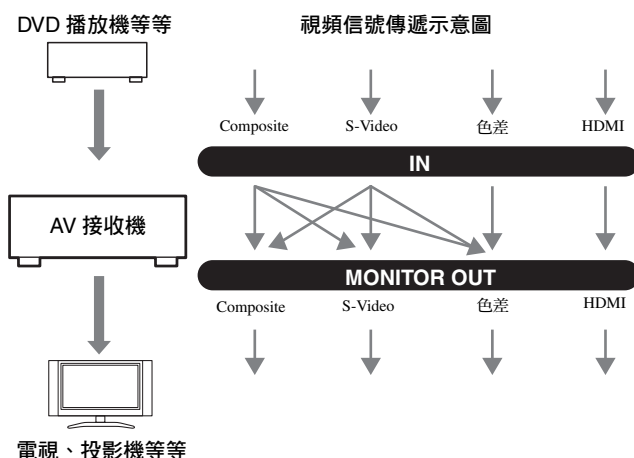 DVD 播放機等等
視頻信號傳遞示意圖
Composite S-Video 色差 HDMI
IN
AV 接收機
MONITOR OUT
Composite S-Video 色差 HDMI
電視、投影機等等